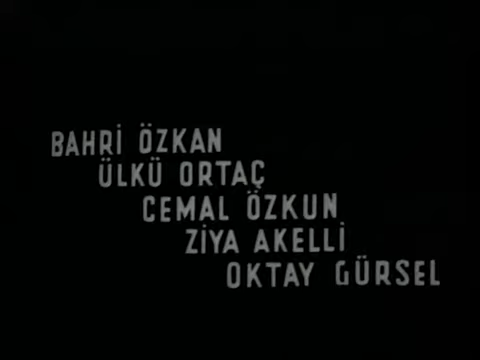 BAHRİ ÖZKAN
ÜLKÜ ORTAÇ
CEMAL ÖZKUN
ZİYA AKELLİ
OKTAY GÜRSEL